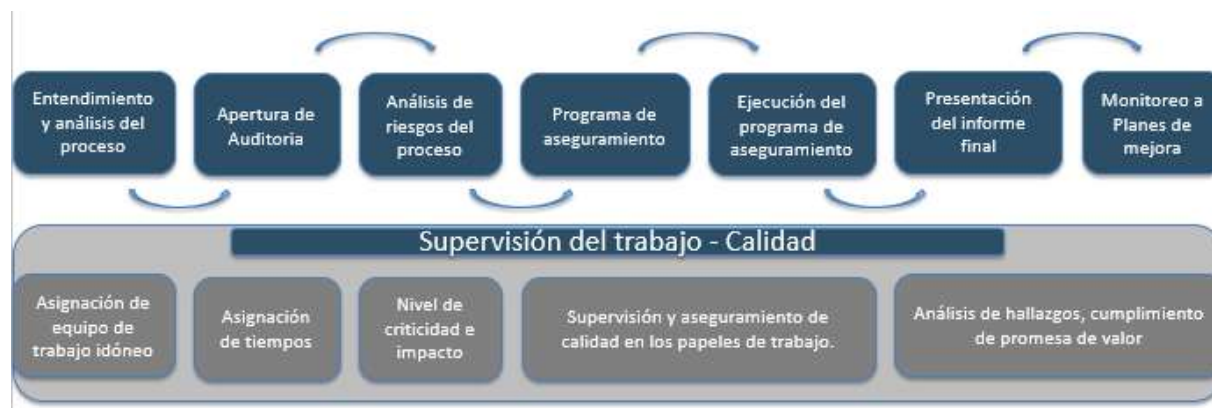 Entendimiento
y análisis del
proceso
Apertura de
Auditoria
Análisis de
riesgos del
proceso
Programa de
aseguramiento
Ejecución del
programa de
aseguramiento
Presentación
del informe
final
Monitoreo a
Planes de
mejora
Supervisión del trabajo - Calidad
Asignación de
equipo de
trabajo idóneo
Asignación
de tiempos
Nivel de
criticidad e
impacto
Supervisión y aseguramiento de
calidad en los papeles de trabajo.
Análisis de hallazgos, cumplimiento
de promesa de valor